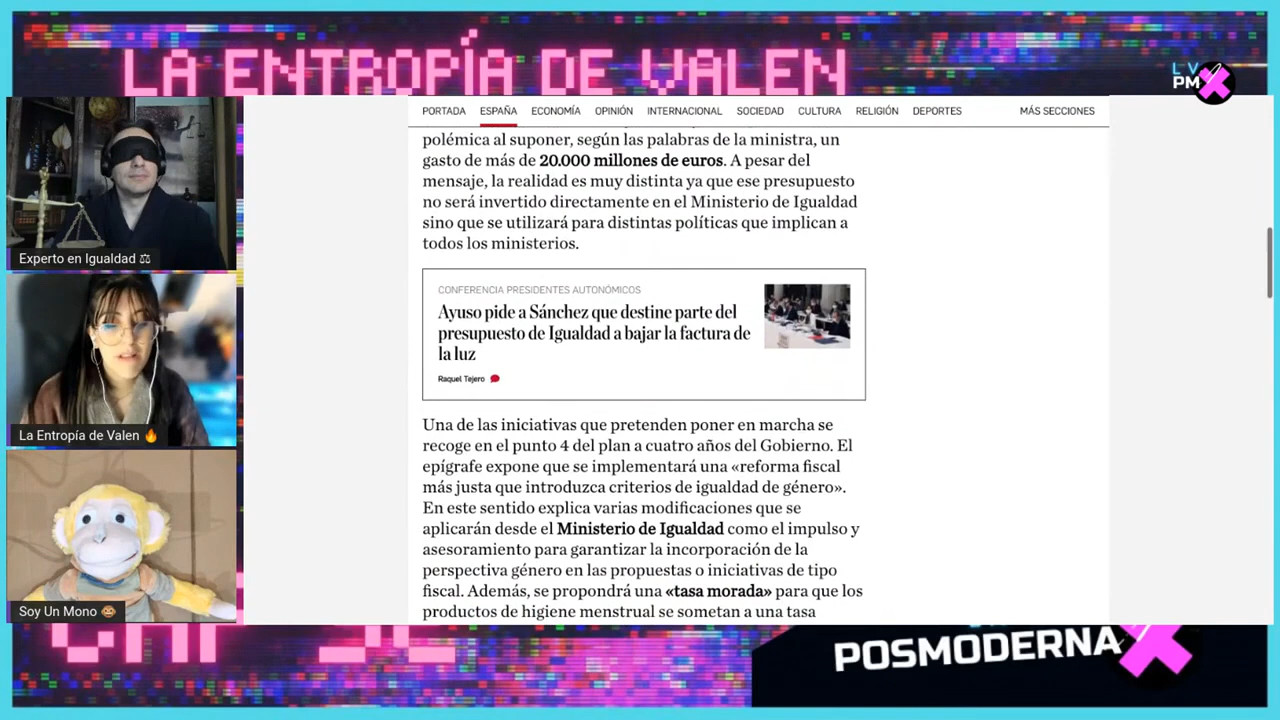 LA ENTROPÍA DE VALEN
LV
PM
PORTADA ESPAÑA ECONOMÍA OPINIÓN INTERNACIONAL SOCIEDAD CULTURA RELIGIÓN DEPORTES MÁS SECCIONES
polémica al suponer, según las palabras de la ministra, un
gasto de más de 20.000 millones de euros. A pesar del
mensaje, la realidad es muy distinta ya que ese presupuesto
no será invertido directamente en el Ministerio de Igualdad
sino que se utilizará para distintas políticas que implican a
todos los ministerios.
CONFERENCIA PRESIDENTES AUTONÓMICOS
Ayuso pide a Sánchez que destine parte del
presupuesto de Igualdad a bajar la factura de
la luz
Raquel Tejero
Una de las iniciativas que pretenden poner en marcha se
recoge en el punto 4 del plan a cuatro años del Gobierno. El
epígrafe expone que se implementará una «reforma fiscal
más justa que introduzca criterios de igualdad de género».
En este sentido explica varias modificaciones que se
aplicarán desde el Ministerio de Igualdad como el impulso y
asesoramiento para garantizar la incorporación de la
perspectiva género en las propuestas o iniciativas de tipo
fiscal. Además, se propondrá una «tasa morada» para que los
productos de higiene menstrual se sometan a una tasa
Experto en Igualdad ⚖
La Entropía de Valen 🔥
Soy Un Mono 🐵
POSMODERNA